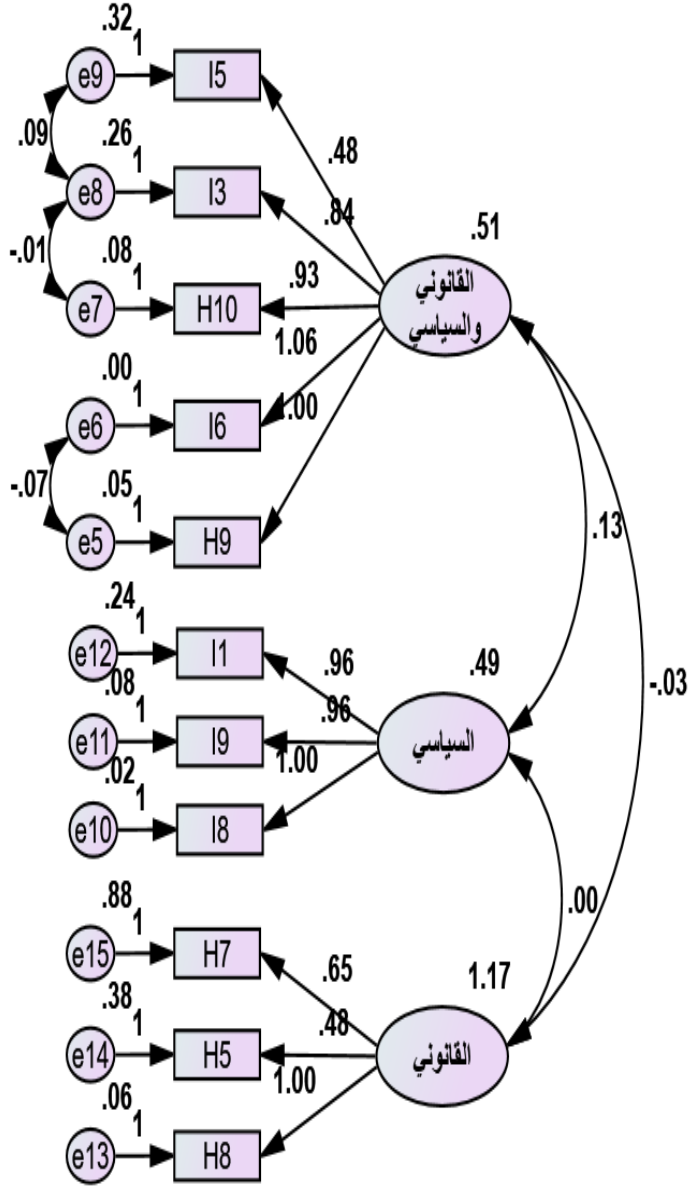 .32
1
e9
I5
.09
.48
.26
1
e8
I3
.84
.51
-.01
.08
1
e7
H10
.93
القانوني
والسياسي
1.06
.00
1
e6
I6
1.00
-.07
.05
1
e5
H9
.13
.24
1
e12
I1
.96
.49
-.03
.08
1
e11
I9
.96
السياسي
1.00
.02
1
e10
I8
.88
1
e15
H7
.00
.65
1.17
.38
1
e14
H5
.48
القانوني
1.00
.06
1
e13
H8